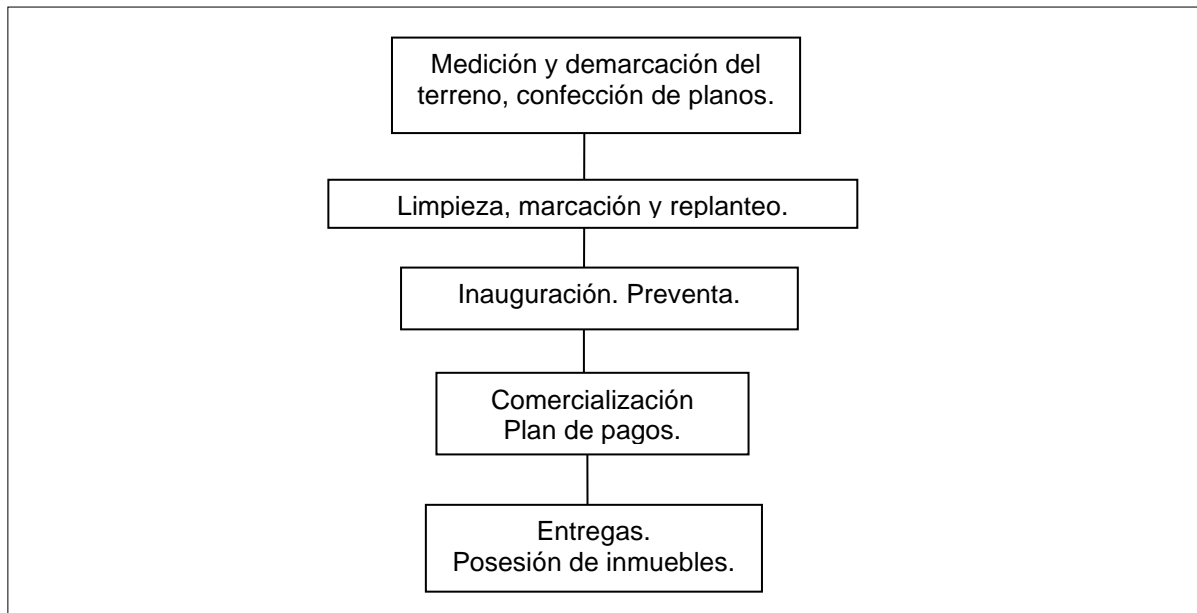 Medición y demarcación del
terreno, confección de planos.
Limpieza, marcación y replanteo.
Inauguración. Preventa.
Comercialización
Plan de pagos.
Entregas.
Posesión de inmuebles.